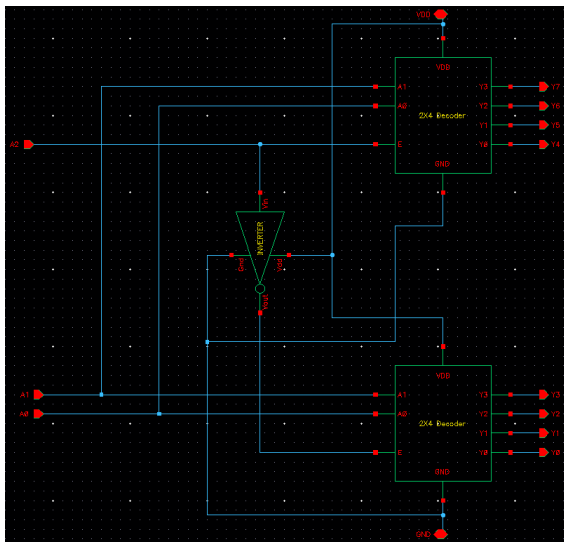 VDD
VDD
A1 Y3 Y7
A0 Y2 Y6
2X4 Decoder
Y1 Y5
A2 E Y0 Y4
GND
Vin
INVERTER
Gnd Vdd
Vout
VDD
A1 A1 Y3 Y3
A0 A0 Y2 Y2
2X4 Decoder
Y1 Y1
E Y0 Y0
GND
GND